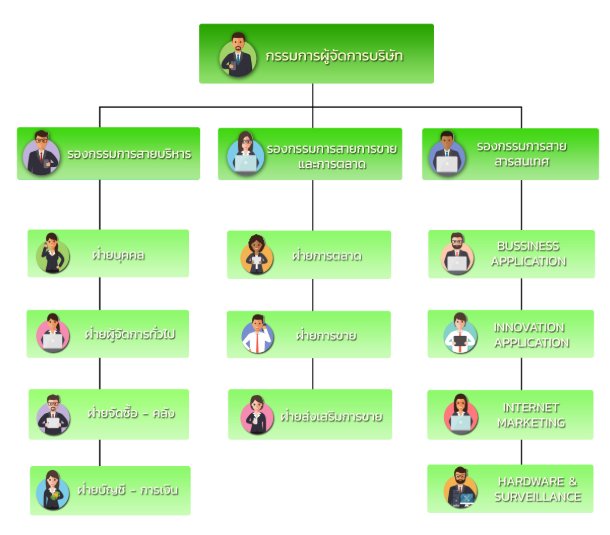 กรรมการผู้จัดการบริษัท
รองกรรมการสายบริหาร
รองกรรมการสายการขาย
และการตลาด
รองกรรมการสาย
สารสนเทศ
ฝ่ายบุคคล
ฝ่ายผู้จัดการทั่วไป
ฝ่ายจัดซื้อ - คลัง
ฝ่ายบัญชี - การเงิน
ฝ่ายการตลาด
ฝ่ายการขาย
ฝ่ายส่งเสริมการขาย
BUSSINESS
APPLICATION
INNOVATION
APPLICATION
INTERNET
MARKETING
HARDWARE &
SURVEILLANCE